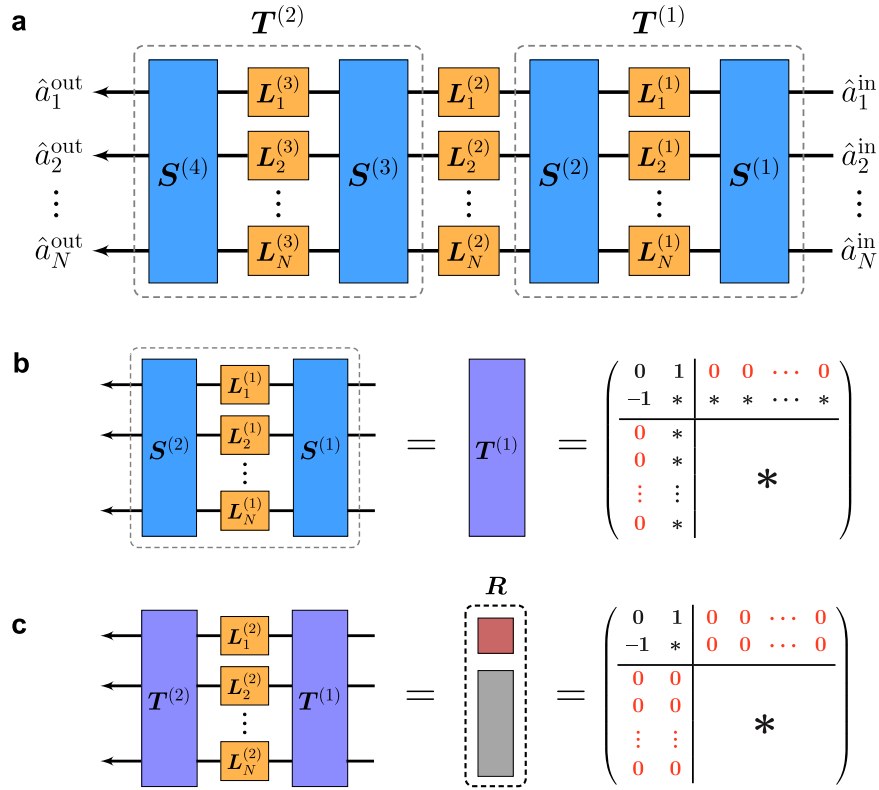 a
T^(2) T^(1)
â_1^out S^(4) L_1^(3) S^(3) L_1^(2) S^(2) L_1^(1) S^(1) â_1^in
â_2^out L_2^(3) L_2^(2) L_2^(1) â_2^in
⋮ ⋮ ⋮ ⋮ ⋮
â_N^out L_N^(3) L_N^(2) L_N^(1) â_N^in
b
S^(2) L_1^(1) S^(1) = T^(1) =
L_2^(1)
⋮
L_N^(1)
0 1 0 0 ⋯ 0
−1 * * * ⋯ *
0 *
0 * *
⋮ ⋮
0 *
c
R
T^(2) L_1^(2) T^(1) = =
L_2^(2)
⋮
L_N^(2)
0 1 0 0 ⋯ 0
−1 * 0 0 ⋯ 0
0 0
0 0 *
⋮ ⋮
0 0